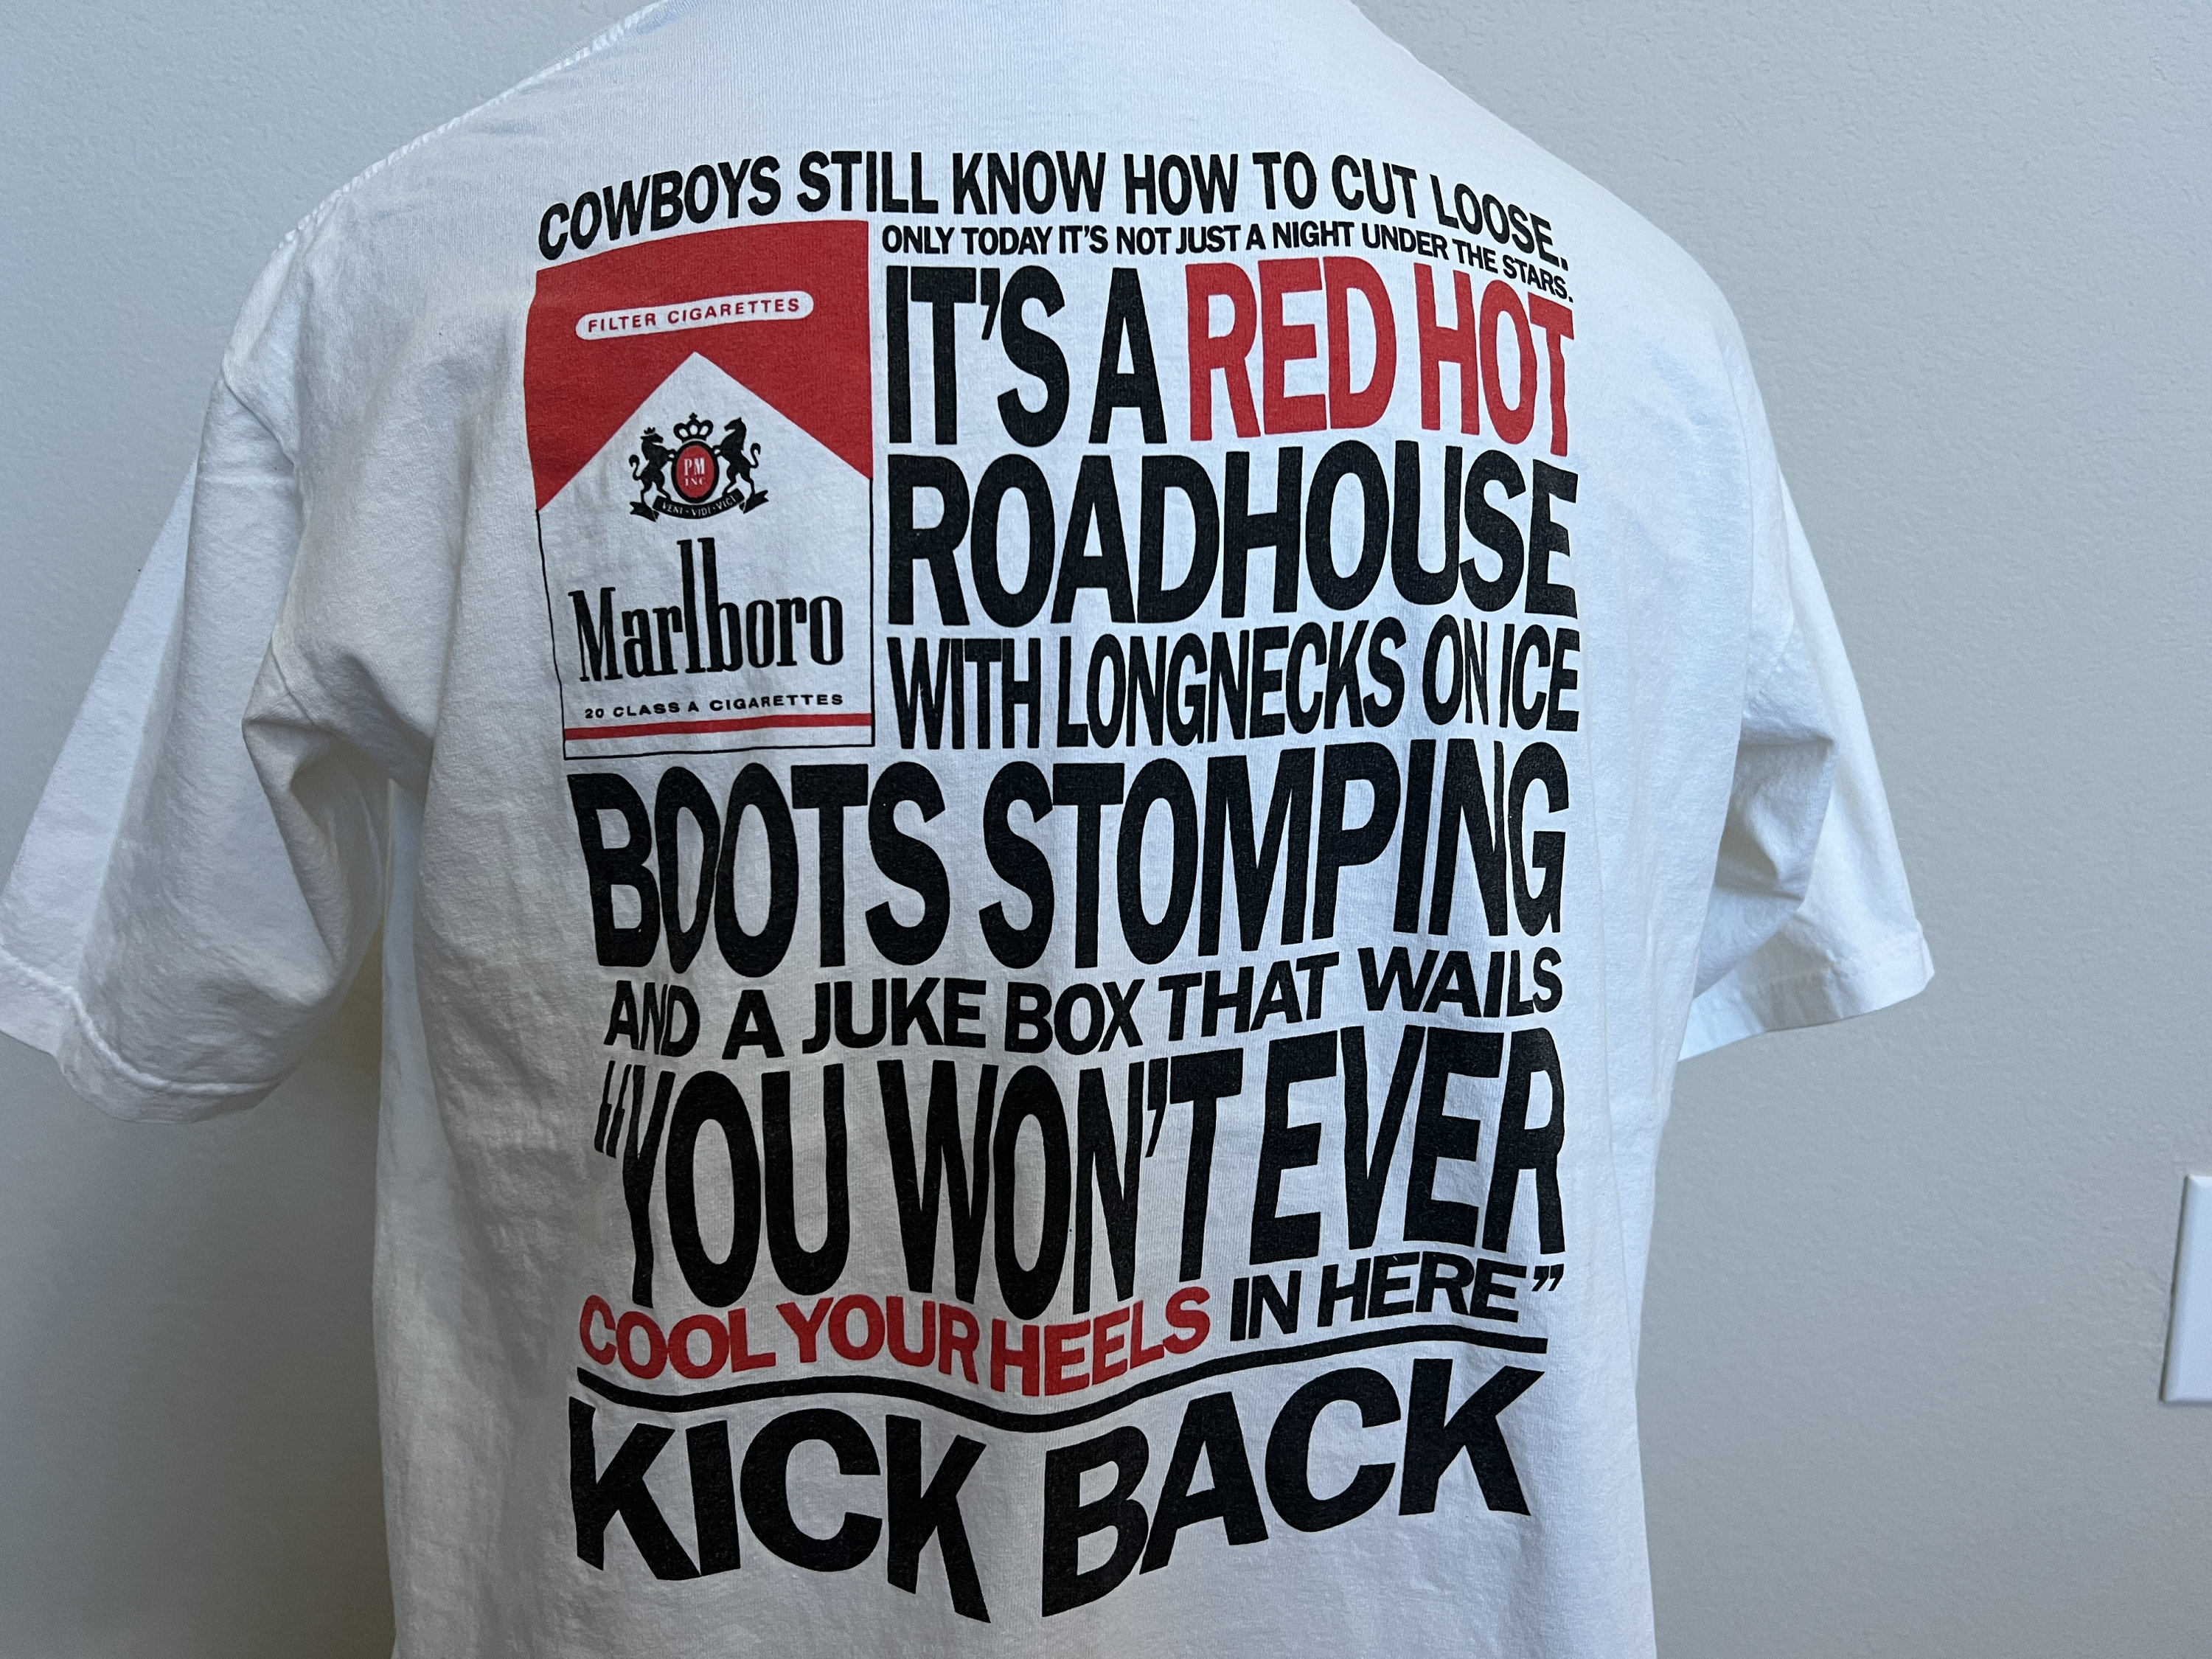 COWBOYS STILL KNOW HOW TO CUT LOOSE.
ONLY TODAY IT'S NOT JUST A NIGHT UNDER THE STARS.
FILTER CIGARETTES
PM
INC
VENI · VIDI · VICI
Marlboro
20 CLASS A CIGARETTES
IT'S A RED HOT
ROADHOUSE
WITH LONGNECKS ON ICE
BOOTS STOMPING
AND A JUKE BOX THAT WAILS
“YOU WON'T EVER
COOL YOUR HEELS IN HERE”
KICK BACK